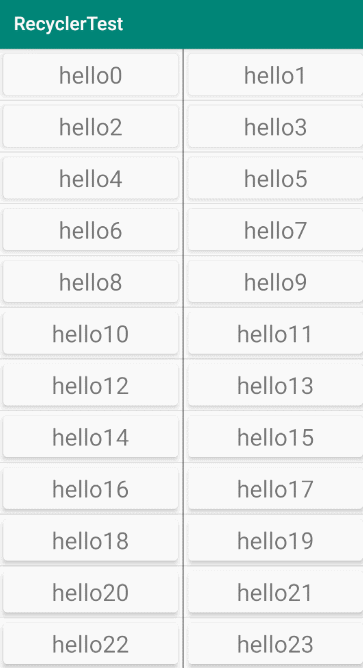 RecyclerTest
hello0 hello1
hello2 hello3
hello4 hello5
hello6 hello7
hello8 hello9
hello10 hello11
hello12 hello13
hello14 hello15
hello16 hello17
hello18 hello19
hello20 hello21
hello22 hello23